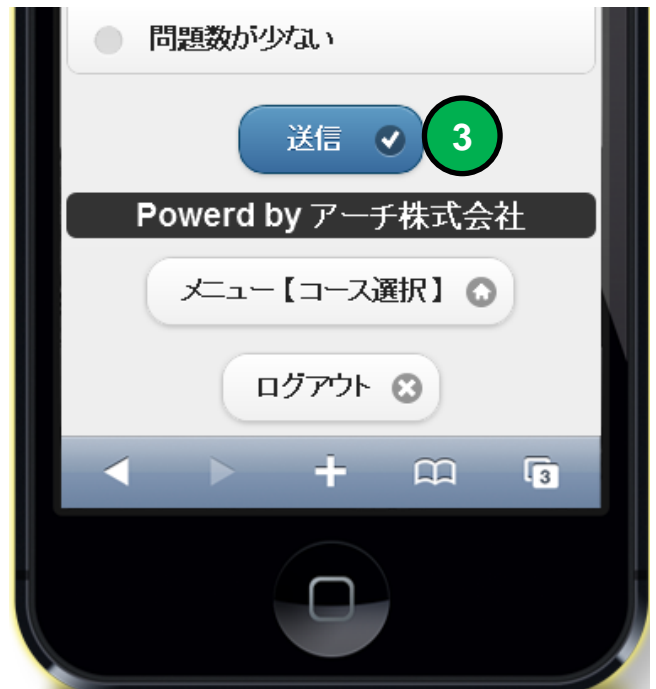 問題数が少ない
送信 3
Powerd by アーチ株式会社
メニュー【コース選択】
ログアウト
3